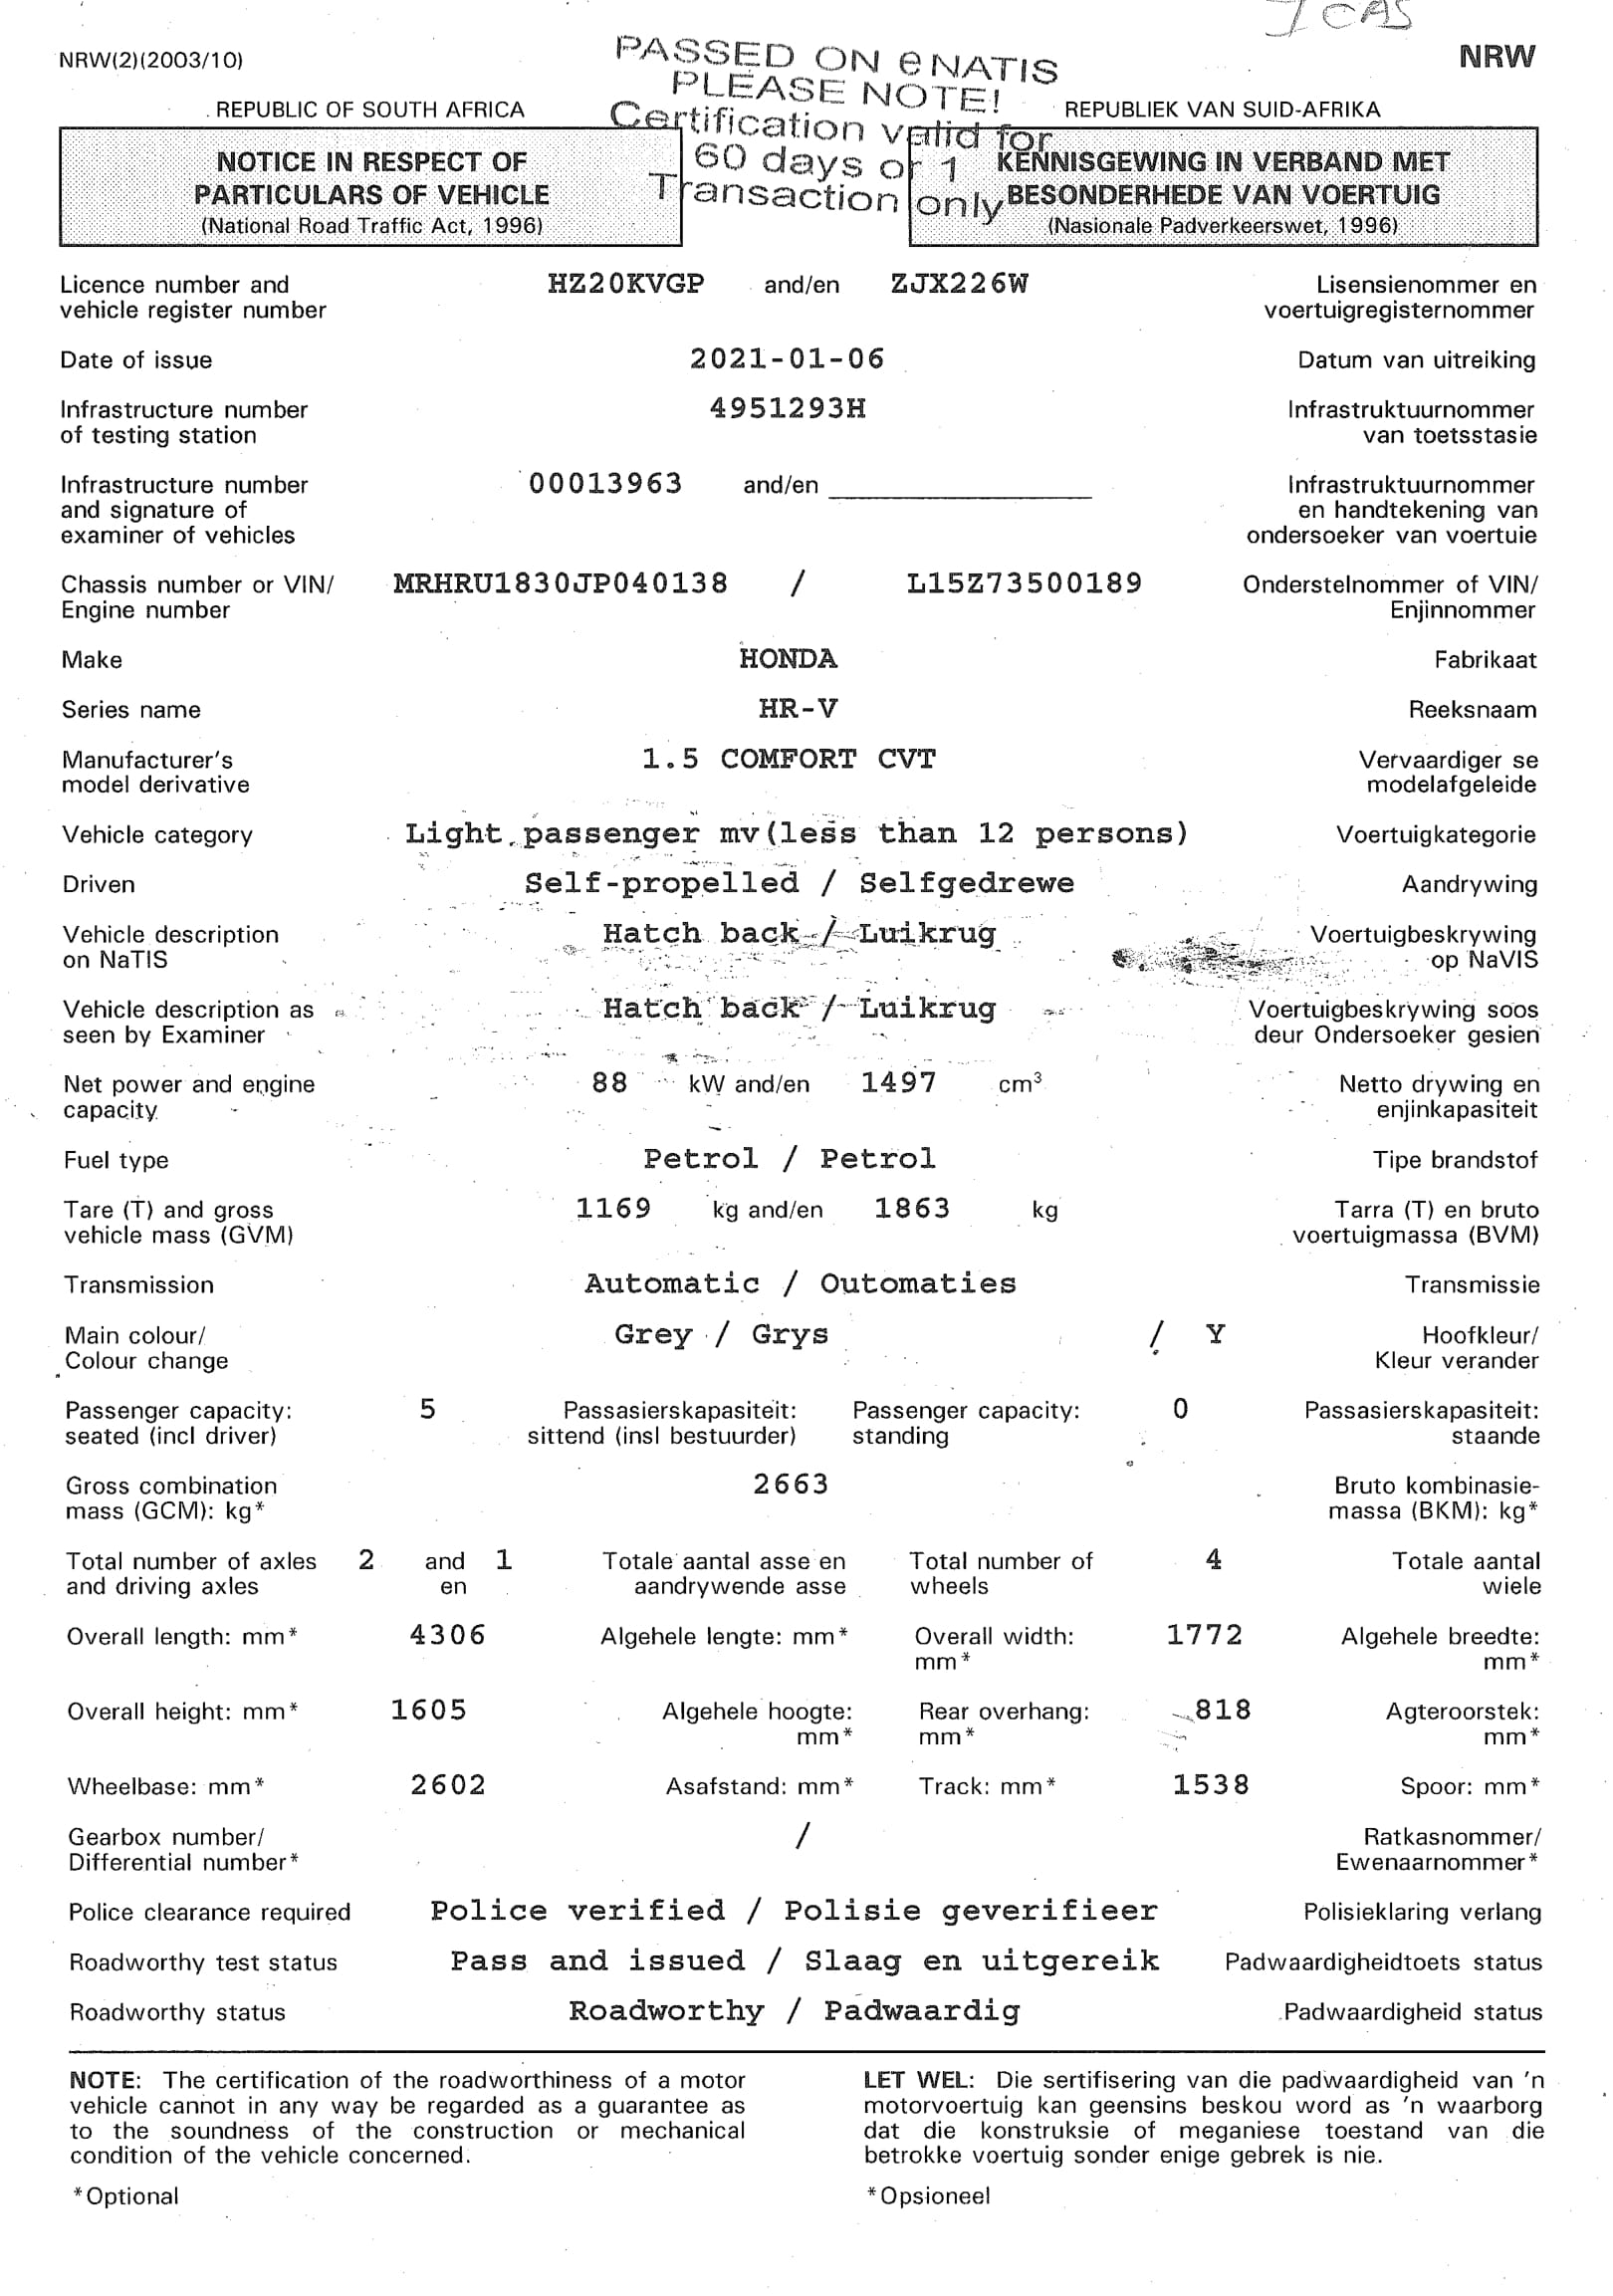 I CAS
NRW(2)(2003/10)
PASSED ON eNATIS
PLEASE NOTE!
Certification valid for
60 days or 1
Transaction only
NRW
REPUBLIC OF SOUTH AFRICA
REPUBLIEK VAN SUID-AFRIKA
NOTICE IN RESPECT OF
PARTICULARS OF VEHICLE
(National Road Traffic Act, 1996)
KENNISGEWING IN VERBAND MET
BESONDERHEDE VAN VOERTUIG
(Nasionale Padverkeerswet, 1996)
Licence number and HZ20KVGP and/en ZJX226W Lisensienommer en
vehicle register number voertuigregisternommer
Date of issue 2021-01-06 Datum van uitreiking
Infrastructure number 4951293H Infrastruktuurnommer
of testing station van toetsstasie
Infrastructure number 00013963 and/en Infrastruktuurnommer
and signature of en handtekening van
examiner of vehicles ondersoeker van voertuie
Chassis number or VIN/ MRHRU1830JP040138 / L15Z73500189 Onderstelnommer of VIN/
Engine number Enjinnommer
Make HONDA Fabrikaat
Series name HR-V Reeksnaam
Manufacturer's 1.5 COMFORT CVT Vervaardiger se
model derivative modelafgeleide
Vehicle category Light passenger mv(less than 12 persons) Voertuigkategorie
Driven Self-propelled / Selfgedrewe Aandrywing
Vehicle description Hatch back / Luikrug Voertuigbeskrywing
on NaTIS op NaVIS
Vehicle description as Hatch back / Luikrug Voertuigbeskrywing soos
seen by Examiner deur Ondersoeker gesien
Net power and engine 88 kW and/en 1497 cm³ Netto drywing en
capacity enjinkapasiteit
Fuel type Petrol / Petrol Tipe brandstof
Tare (T) and gross 1169 kg and/en 1863 kg Tarra (T) en bruto
vehicle mass (GVM) voertuigmassa (BVM)
Transmission Automatic / Outomaties Transmissie
Main colour/ Grey / Grys / Y Hoofkleur/
Colour change Kleur verander
Passenger capacity: 5 Passasierskapasiteit: Passenger capacity: 0 Passasierskapasiteit:
seated (incl driver) sittend (insl bestuurder) standing staande
Gross combination 2663 Bruto kombinasie-
mass (GCM): kg* massa (BKM): kg*
Total number of axles 2 and 1 Totale aantal asse en Total number of 4 Totale aantal
and driving axles en aandrywende asse wheels wiele
Overall length: mm* 4306 Algehele lengte: mm* Overall width: 1772 Algehele breedte:
mm* mm*
Overall height: mm* 1605 Algehele hoogte: Rear overhang: 818 Agteroorstek:
mm* mm* mm*
Wheelbase: mm* 2602 Asafstand: mm* Track: mm* 1538 Spoor: mm*
Gearbox number/ / Ratkasnommer/
Differential number* Ewenaarnommer*
Police clearance required Police verified / Polisie geverifieer Polisieklaring verlang
Roadworthy test status Pass and issued / Slaag en uitgereik Padwaardigheidtoets status
Roadworthy status Roadworthy / Padwaardig Padwaardigheid status
NOTE: The certification of the roadworthiness of a motor
vehicle cannot in any way be regarded as a guarantee as
to the soundness of the construction or mechanical
condition of the vehicle concerned.
*Optional
LET WEL: Die sertifisering van die padwaardigheid van 'n
motorvoertuig kan geensins beskou word as 'n waarborg
dat die konstruksie of meganiese toestand van die
betrokke voertuig sonder enige gebrek is nie.
*Opsioneel